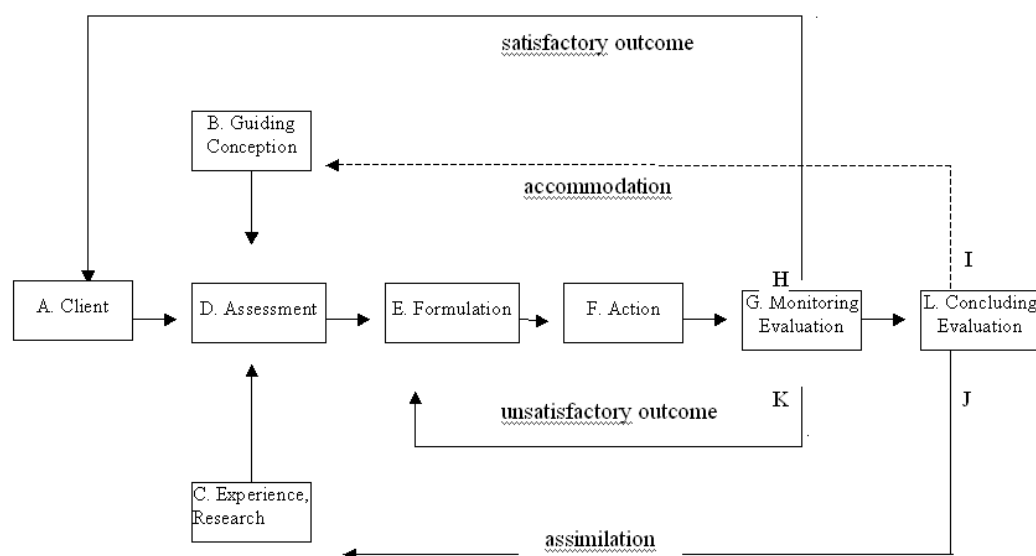 satisfactory outcome
B. Guiding
Conception
accommodation
I
H
A. Client
D. Assessment
E. Formulation
F. Action
G. Monitoring
Evaluation
L. Concluding
Evaluation
K
J
unsatisfactory outcome
C. Experience,
Research
assimilation